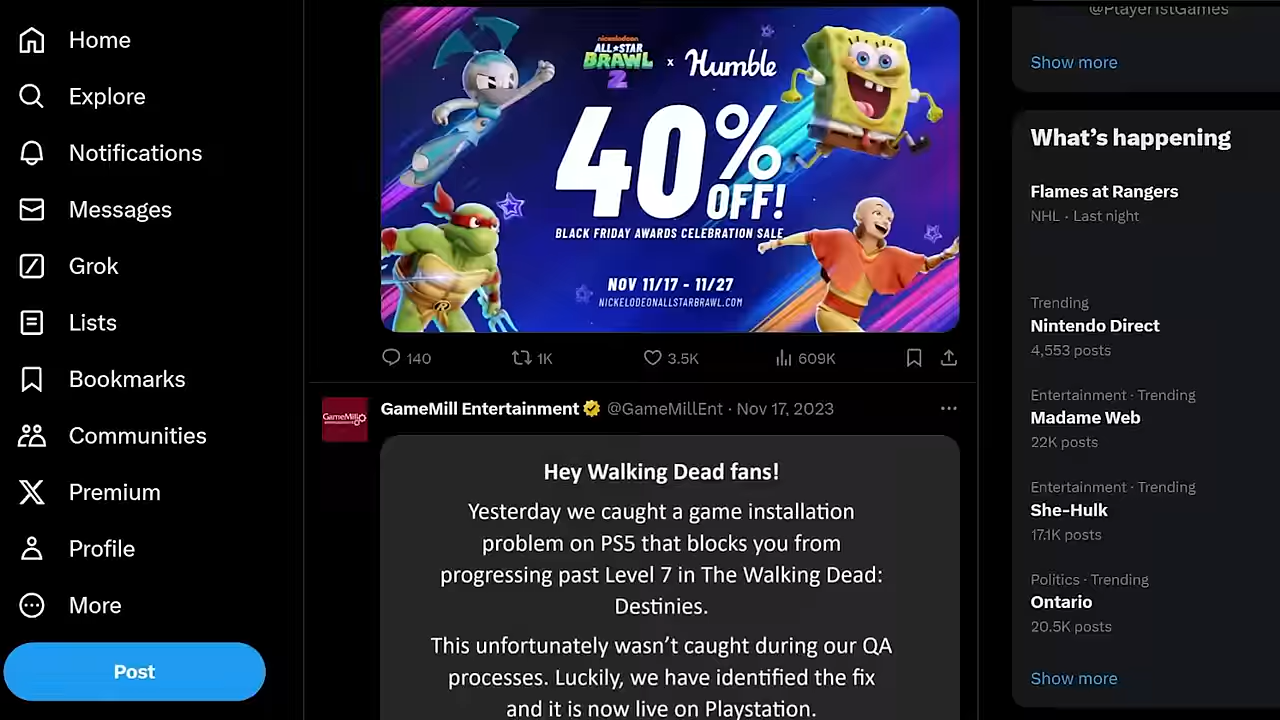 Home
Explore
Notifications
Messages
Grok
Lists
Bookmarks
Communities
Premium
Profile
More
Post
nickelodeon
ALL★STAR
BRAWL
2
x Humble
40%
OFF!
BLACK FRIDAY AWARDS CELEBRATION SALE
NOV 11/17 - 11/27
NICKELODEONALLSTARBRAWL.COM
140 1K 3.5K 609K
GameMill
GameMill Entertainment @GameMillEnt · Nov 17, 2023
Hey Walking Dead fans!
Yesterday we caught a game installation
problem on PS5 that blocks you from
progressing past Level 7 in The Walking Dead:
Destinies.
This unfortunately wasn’t caught during our QA
processes. Luckily, we have identified the fix
and it is now live on Playstation.
@Player1stGames
Show more
What’s happening
Flames at Rangers
NHL · Last night
Trending
Nintendo Direct
4,553 posts
Entertainment · Trending
Madame Web
22K posts
Entertainment · Trending
She-Hulk
17.1K posts
Politics · Trending
Ontario
20.5K posts
Show more